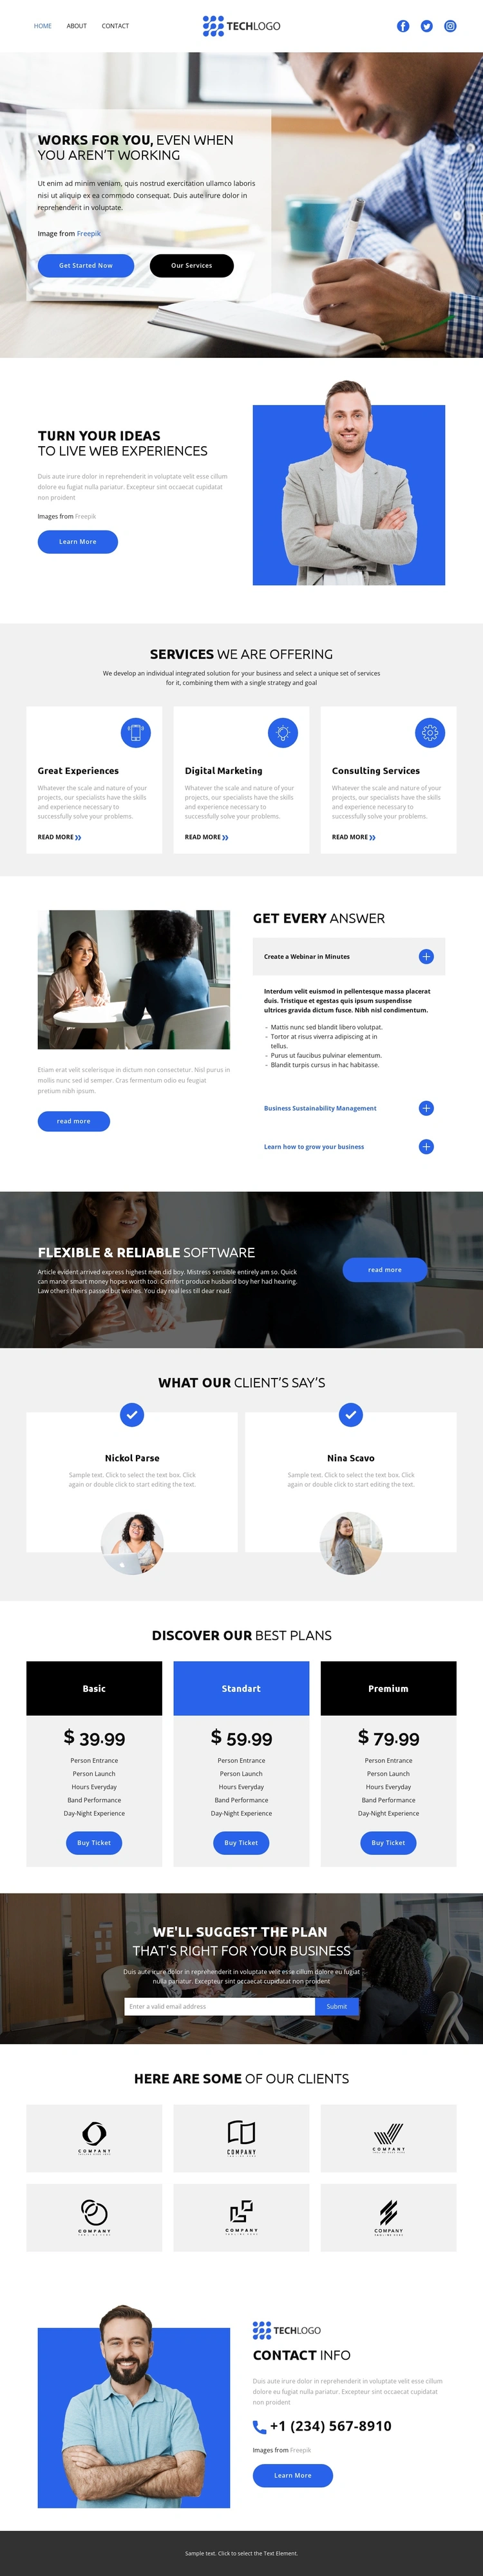 HOME ABOUT CONTACT
TECHLOGO
WORKS FOR YOU, EVEN WHEN
YOU AREN'T WORKING
Ut enim ad minim veniam, quis nostrud exercitation ullamco laboris
nisi ut aliquip ex ea commodo consequat. Duis aute irure dolor in
reprehenderit in voluptate.
Image from Freepik
Get Started Now
Our Services
TURN YOUR IDEAS
TO LIVE WEB EXPERIENCES
Duis aute irure dolor in reprehenderit in voluptate velit esse cillum
dolore eu fugiat nulla pariatur. Excepteur sint occaecat cupidatat
non proident
Images from Freepik
Learn More
SERVICES WE ARE OFFERING
We develop an individual integrated solution for your business and select a unique set of services
for it, combining them with a single strategy and goal
Great Experiences
Whatever the scale and nature of your
projects, our specialists have the skills
and experience necessary to
successfully solve your problems.
READ MORE
Digital Marketing
Whatever the scale and nature of your
projects, our specialists have the skills
and experience necessary to
successfully solve your problems.
READ MORE
Consulting Services
Whatever the scale and nature of your
projects, our specialists have the skills
and experience necessary to
successfully solve your problems.
READ MORE
Etiam erat velit scelerisque in dictum non consectetur. Nisl purus in
mollis nunc sed id semper. Cras fermentum odio eu feugiat
pretium nibh ipsum.
read more
GET EVERY ANSWER
Create a Webinar in Minutes
Interdum velit euismod in pellentesque massa placerat
duis. Tristique et egestas quis ipsum suspendisse
ultrices gravida dictum fusce. Nibh nisl condimentum.
- Mattis nunc sed blandit libero volutpat.
- Tortor at risus viverra adipiscing at in
tellus.
- Purus ut faucibus pulvinar elementum.
- Blandit turpis cursus in hac habitasse.
Business Sustainability Management
Learn how to grow your business
FLEXIBLE & RELIABLE SOFTWARE
Article evident arrived express highest men did boy. Mistress sensible entirely am so. Quick
can manor smart money hopes worth too. Comfort produce husband boy her had hearing.
Law others theirs passed but wishes. You day real less till dear read.
read more
WHAT OUR CLIENT'S SAY'S
Nickol Parse
Sample text. Click to select the text box. Click
again or double click to start editing the text.
Nina Scavo
Sample text. Click to select the text box. Click
again or double click to start editing the text.
DISCOVER OUR BEST PLANS
Basic
$ 39.99
Person Entrance
Person Launch
Hours Everyday
Band Performance
Day-Night Experience
Buy Ticket
Standart
$ 59.99
Person Entrance
Person Launch
Hours Everyday
Band Performance
Day-Night Experience
Buy Ticket
Premium
$ 79.99
Person Entrance
Person Launch
Hours Everyday
Band Performance
Day-Night Experience
Buy Ticket
WE'LL SUGGEST THE PLAN
THAT'S RIGHT FOR YOUR BUSINESS
Duis aute irure dolor in reprehenderit in voluptate velit esse cillum dolore eu fugiat
nulla pariatur. Excepteur sint occaecat cupidatat non proident
Enter a valid email address
Submit
HERE ARE SOME OF OUR CLIENTS
COMPANY
COMPANY
COMPANY
COMPANY
COMPANY
COMPANY
TECHLOGO
CONTACT INFO
Duis aute irure dolor in reprehenderit in voluptate velit esse cillum
dolore eu fugiat nulla pariatur. Excepteur sint occaecat cupidatat
non proident
+1 (234) 567-8910
Images from Freepik
Learn More
Sample text. Click to select the Text Element.